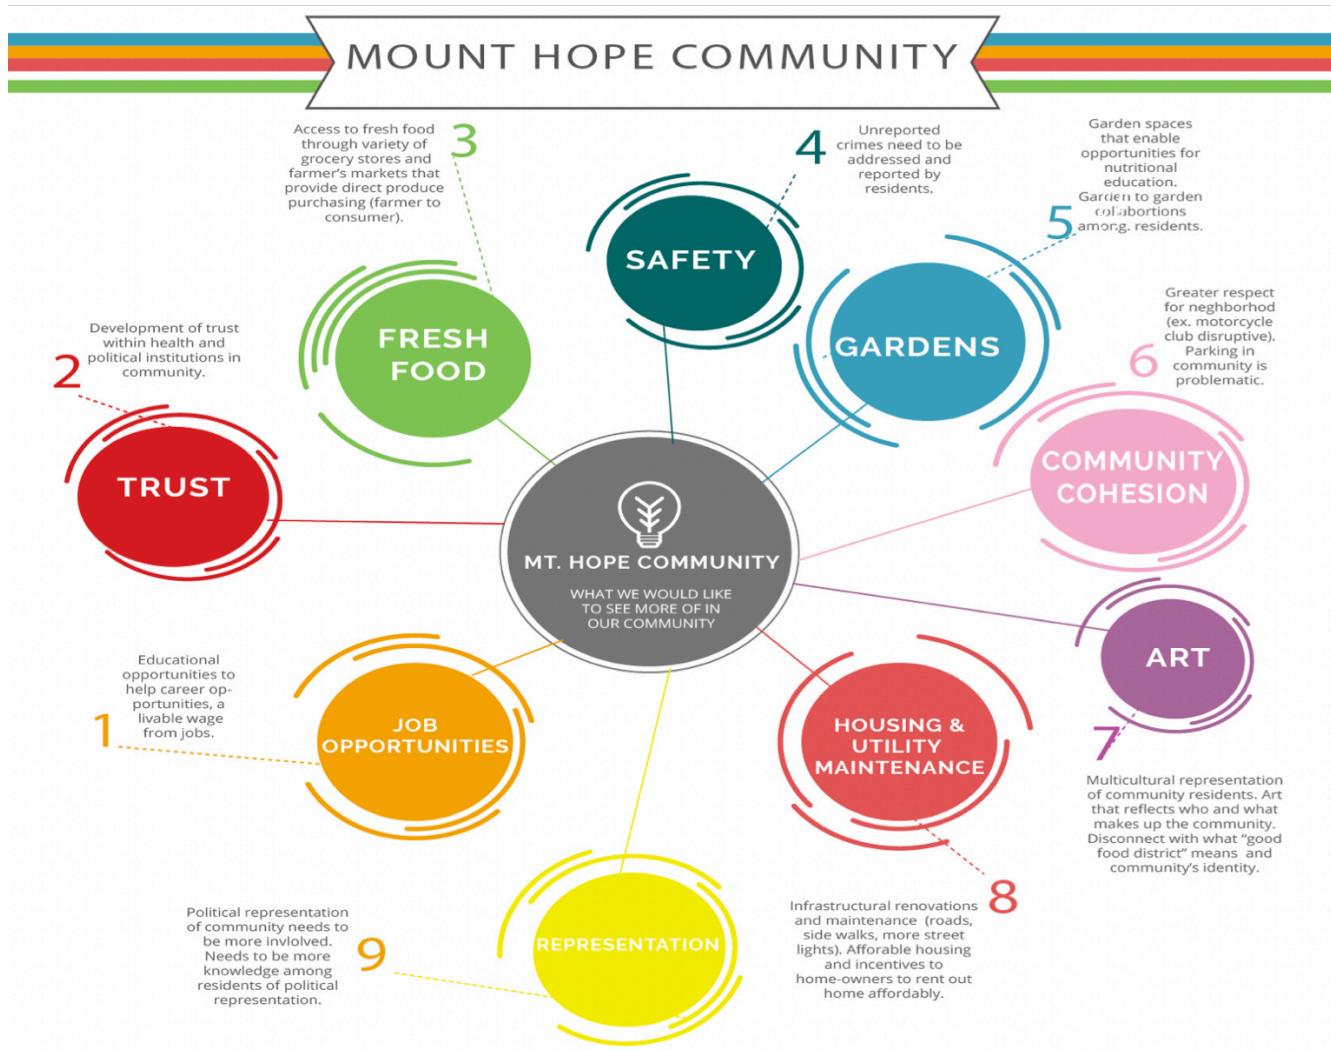 MOUNT HOPE COMMUNITY
3
Access to fresh food
through variety of
grocery stores and
farmer's markets that
provide direct produce
purchasing (farmer to
consumer).
FRESH
FOOD
4
Unreported
crimes need to be
addressed and
reported by
residents.
SAFETY
5
Garden spaces
that enable
opportunities for
nutritional
education.
Garden to garden
collabortions
among. residents.
GARDENS
6
Greater respect
for neghborhod
(ex. motorcycle
club disruptive).
Parking in
community is
problematic.
COMMUNITY
COHESION
2
Development of trust
within health and
political institutions in
community.
TRUST
MT. HOPE COMMUNITY
WHAT WE WOULD LIKE
TO SEE MORE OF IN
OUR COMMUNITY
ART
7
Multicultural representation
of community residents. Art
that reflects who and what
makes up the community.
Disconnect with what “good
food district” means and
community's identity.
1
Educational
opportunities to
help career op-
portunities, a
livable wage
from jobs.
JOB
OPPORTUNITIES
HOUSING &
UTILITY
MAINTENANCE
8
Infrastructural renovations
and maintenance (roads,
side walks, more street
lights). Afforable housing
and incentives to
home-owners to rent out
home affordably.
9
Political representation
of community needs to
be more involved.
Needs to be more
knowledge among
residents of political
representation.
REPRESENTATION